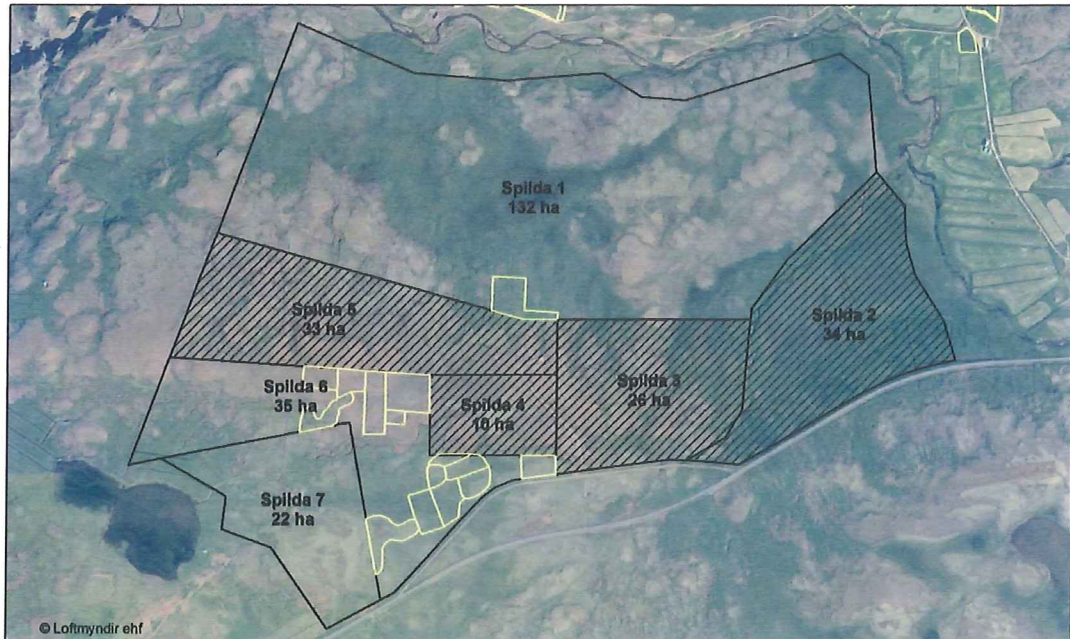 Spilda 1
132 ha
Spilda 2
34 ha
Spilda 5
33 ha
Spilda 3
26 ha
Spilda 6
35 ha
Spilda 4
10 ha
Spilda 7
22 ha
© Loftmyndir ehf